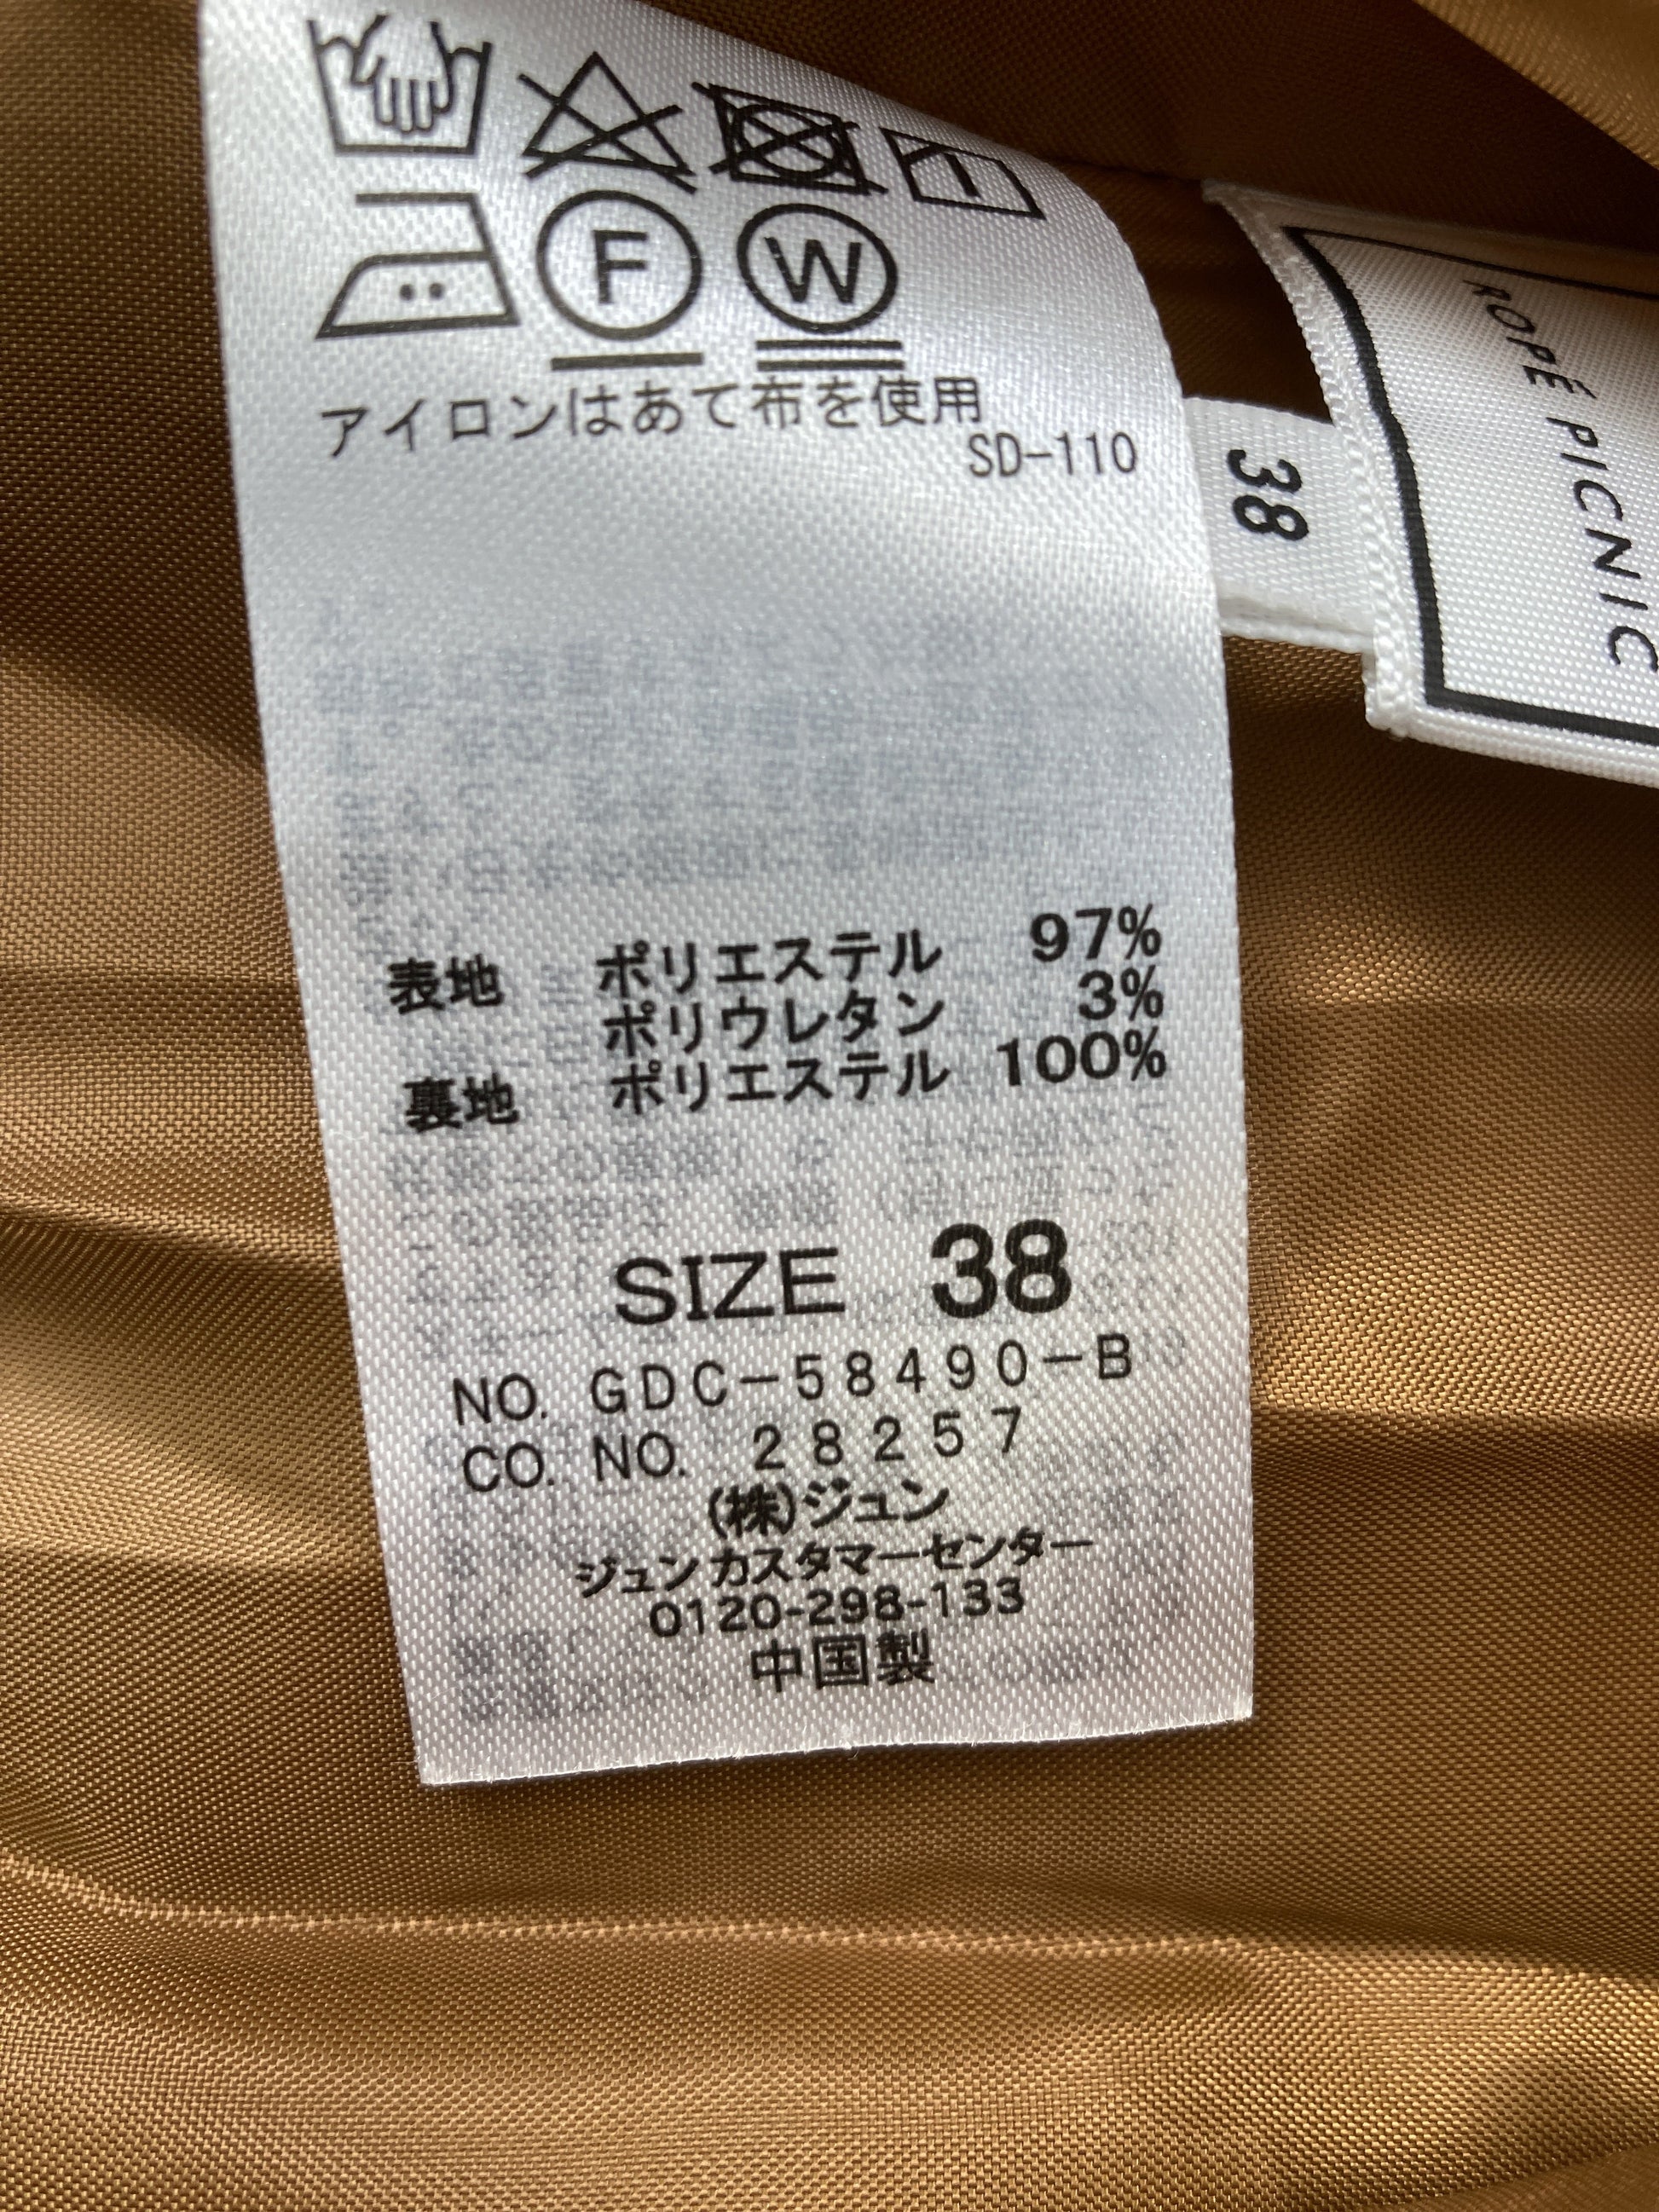 F W
アイロンはあて布を使用
SD-110
38
ROPÉ PICNIC
表地 ポリエステル 97%
ポリウレタン 3%
裏地 ポリエステル 100%
SIZE 38
NO. GDC-58490-B
CO. NO. 28257
(株)ジュン
ジュンカスタマーセンター
0120-298-133
中国製